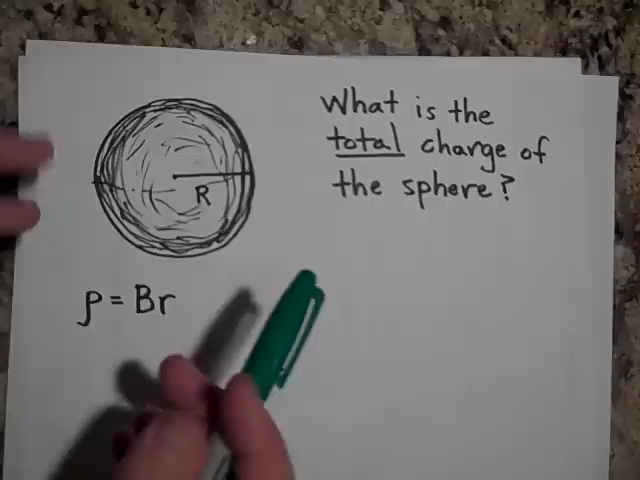 What is the
total charge of
the sphere?
R
ρ = Br